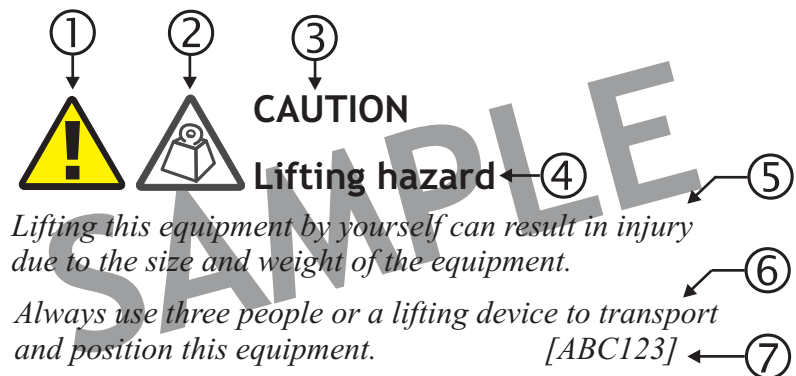 ① ② ③
CAUTION
Lifting hazard ④
⑤
Lifting this equipment by yourself can result in injury
due to the size and weight of the equipment.
⑥
Always use three people or a lifting device to transport
and position this equipment. [ABC123] ⑦
SAMPLE